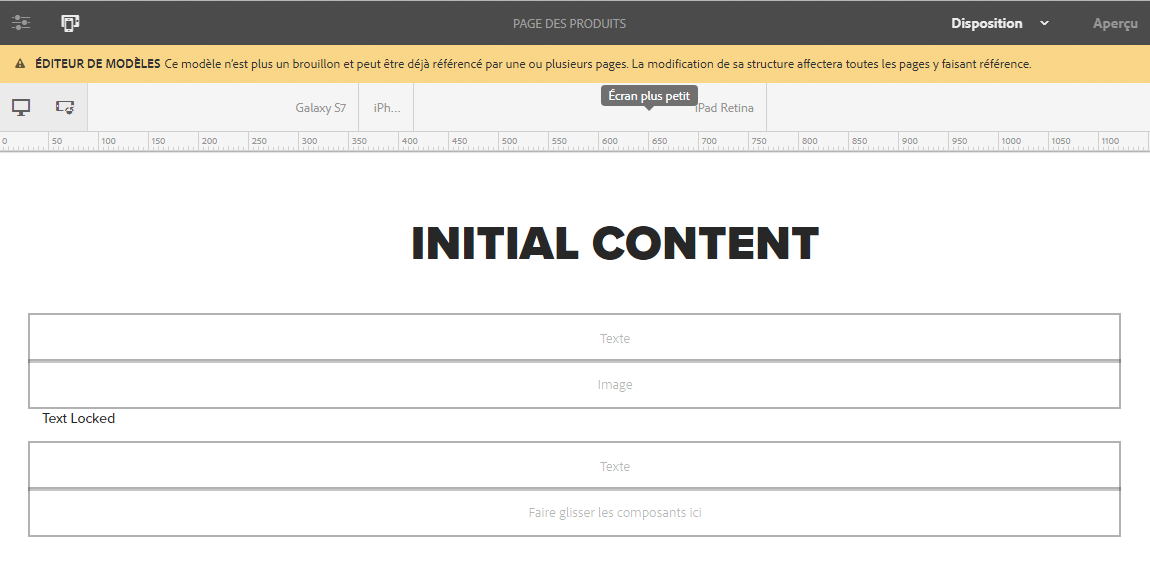 PAGE DES PRODUITS Disposition Aperçu
ÉDITEUR DE MODÈLES Ce modèle n'est plus un brouillon et peut être déjà référencé par une ou plusieurs pages. La modification de sa structure affectera toutes les pages y faisant référence.
Écran plus petit
Galaxy S7 iPh... iPad Retina
0 50 100 150 200 250 300 350 400 450 500 550 600 650 700 750 800 850 900 950 1000 1050 1100
INITIAL CONTENT
Texte
Image
Text Locked
Texte
Faire glisser les composants ici